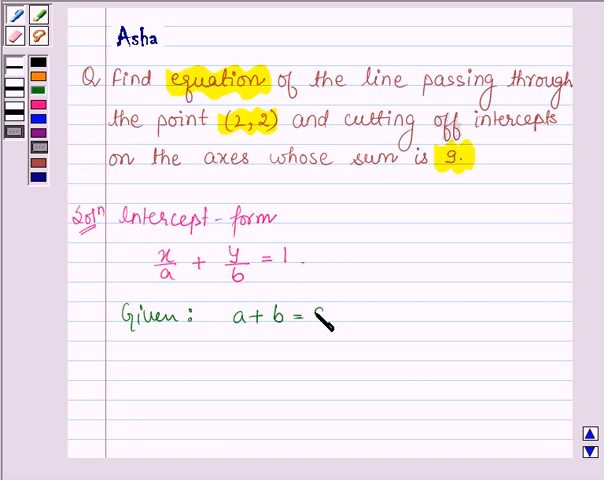 Asha
Q Find equation of the line passing through
the point (2,2) and cutting off intercepts
on the axes whose sum is 9.
Solⁿ Intercept-form
x/a + y/b = 1.
Given: a + b =